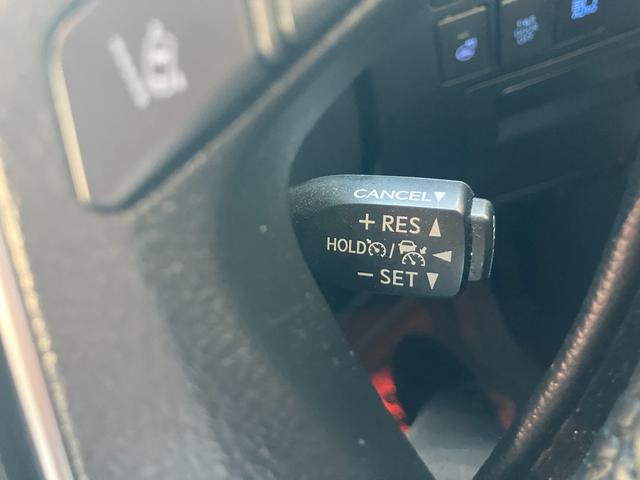 CANCEL▼
+ RES ▲
HOLD / ◄
− SET ▼